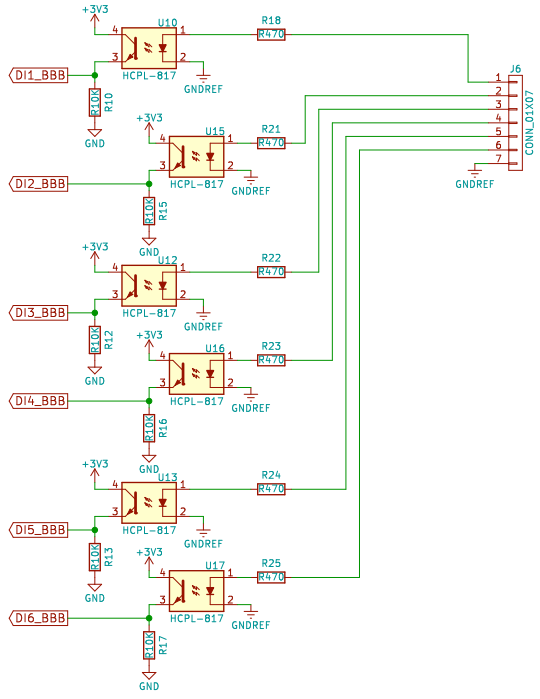 +3V3
U10
R18
4
1
R470
3
2
HCPL-817
GNDREF
DI1_BBB
R10K
R10
GND
J6
1
2
3
4
5
6
7
CONN_01X07
GNDREF
+3V3
U15
R21
4
1
R470
3
2
HCPL-817
GNDREF
DI2_BBB
R10K
R15
GND
+3V3
U12
R22
4
1
R470
3
2
HCPL-817
GNDREF
DI3_BBB
R10K
R12
GND
+3V3
U16
R23
4
1
R470
3
2
HCPL-817
GNDREF
DI4_BBB
R10K
R16
GND
+3V3
U13
R24
4
1
R470
3
2
HCPL-817
GNDREF
DI5_BBB
R10K
R13
GND
+3V3
U17
R25
4
1
R470
3
2
HCPL-817
GNDREF
DI6_BBB
R10K
R17
GND